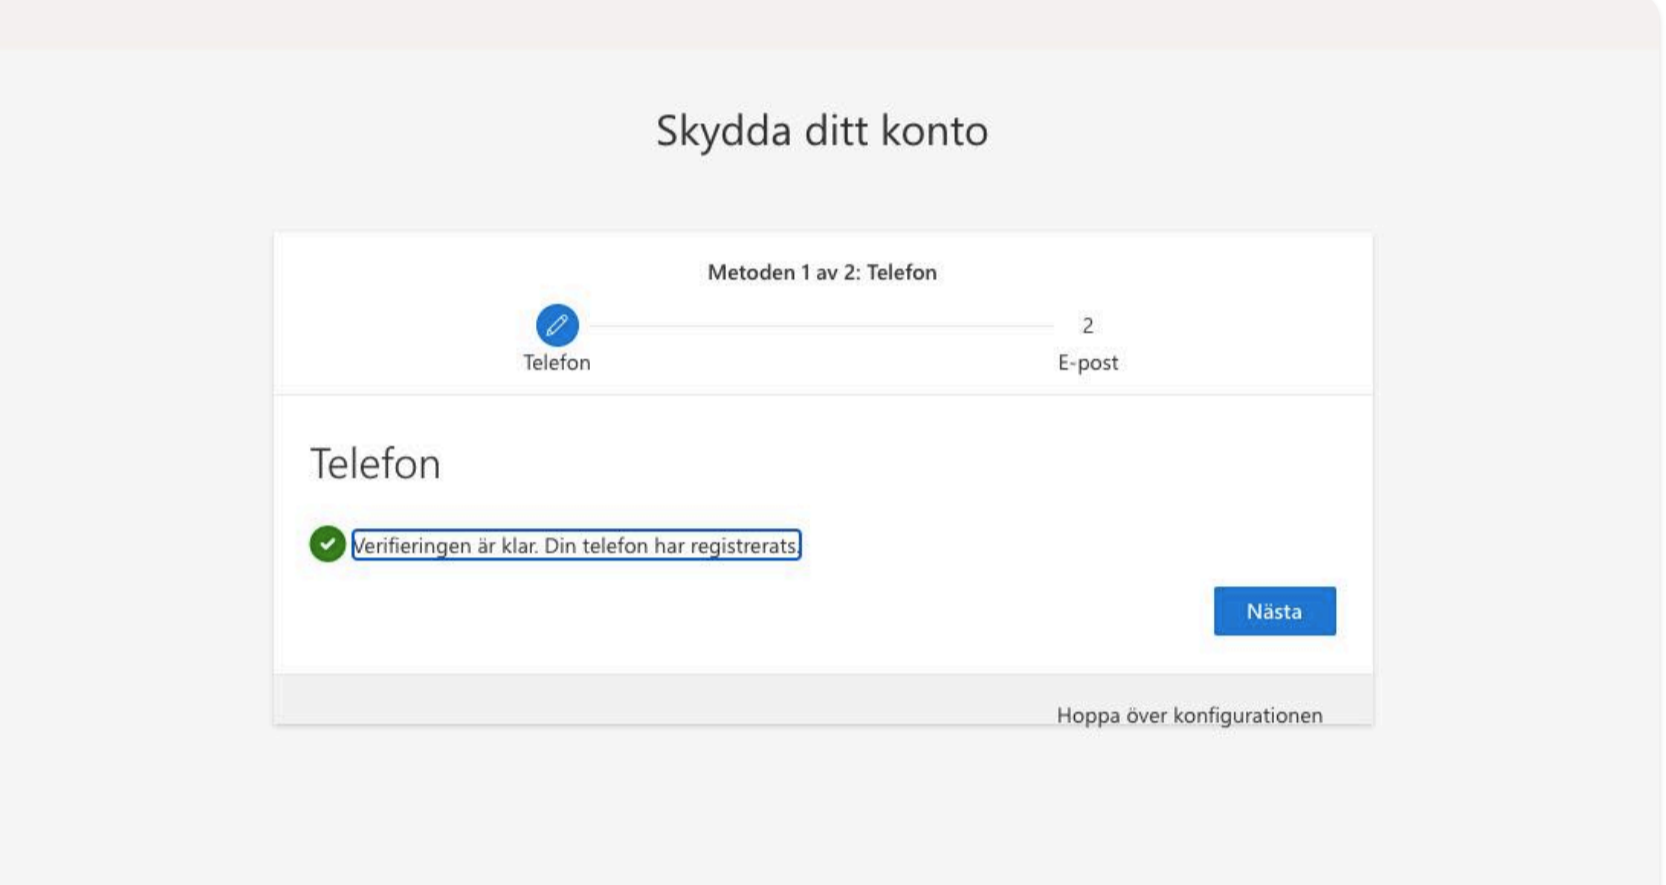 Skydda ditt konto
Metoden 1 av 2: Telefon
2
Telefon
E-post
Telefon
Verifieringen är klar. Din telefon har registrerats.
Nästa
Hoppa över konfigurationen